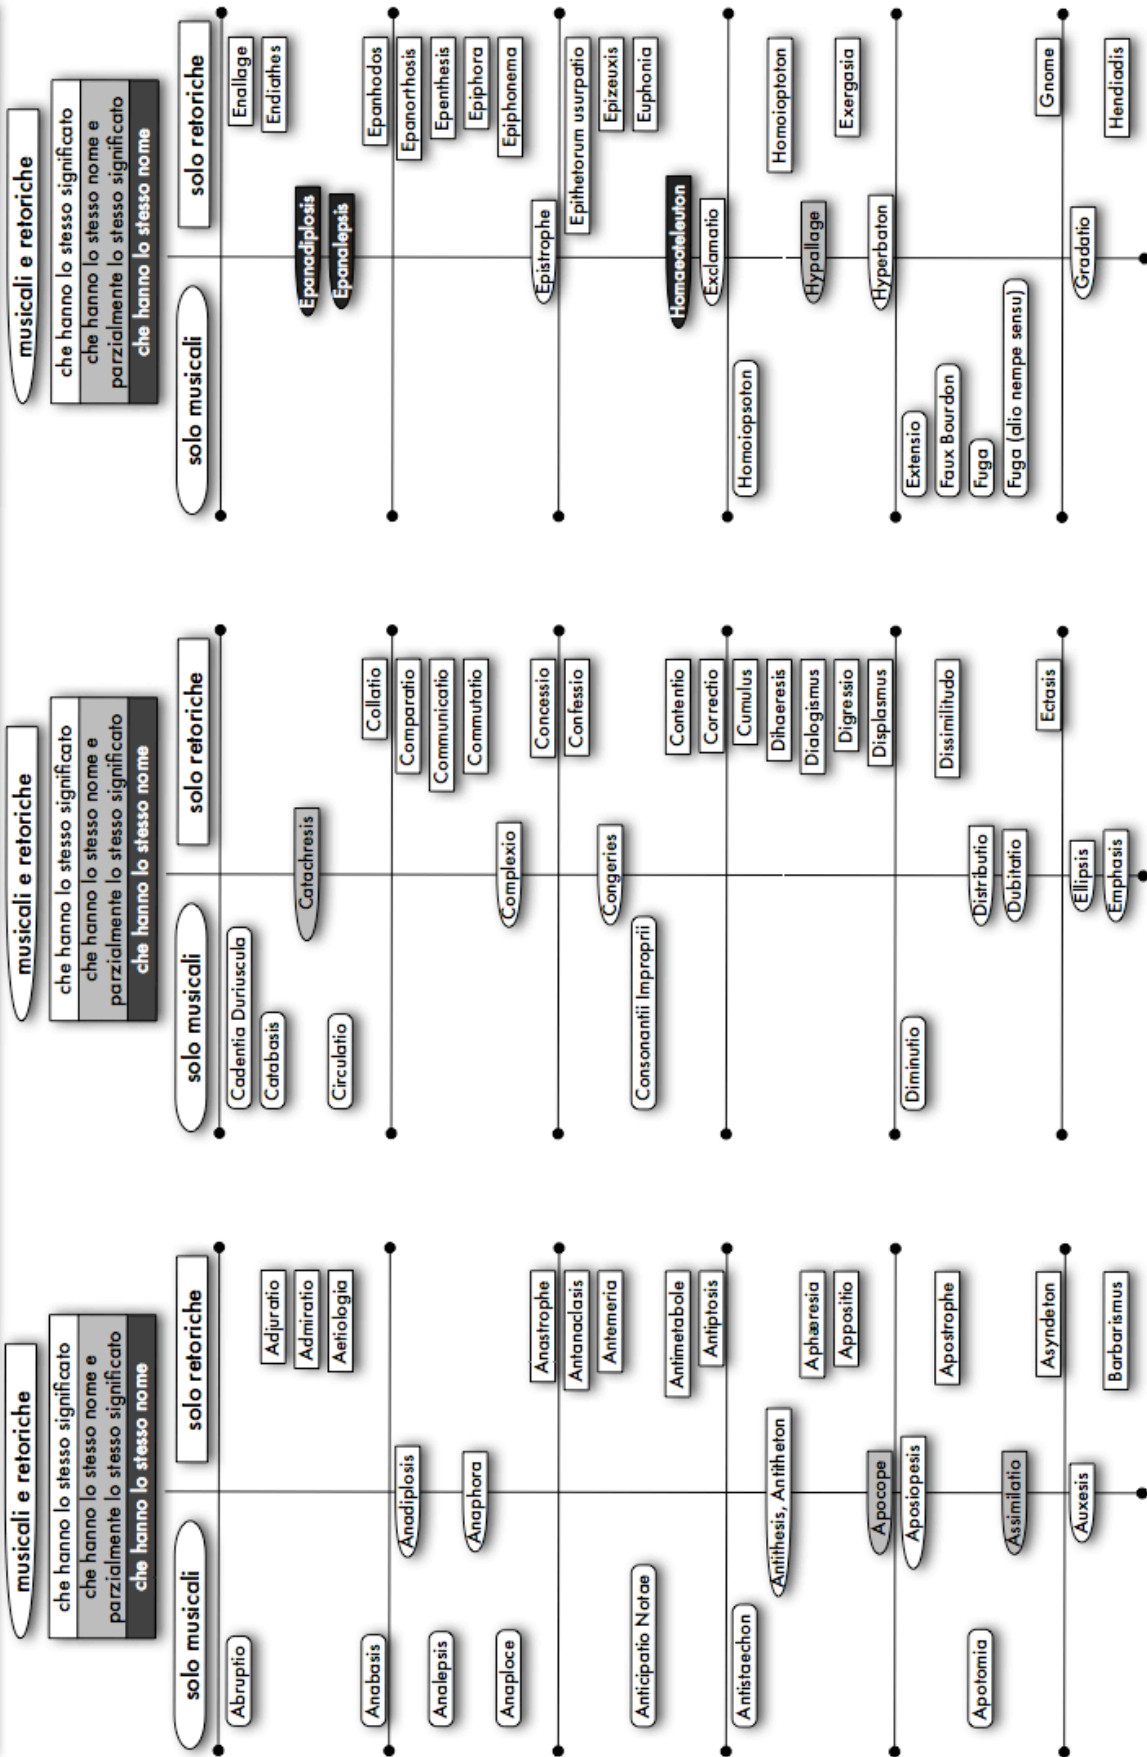 musicali e retoriche
che hanno lo stesso significato
che hanno lo stesso nome e
parzialmente lo stesso significato
che hanno lo stesso nome
solo musicali
solo retoriche
Abruptio
Adjuratio
Admiratio
Aetiologia
Anabasis
Anadiplosis
Analepsis
Anaphora
Anaploce
Anastrophe
Antanaclasis
Antemeria
Anticipatio Notae
Antimetabole
Antiptosis
Antistaechon
Antithesis, Antitheton
Aphæresia
Appositio
Apocope
Aposiopesis
Apostrophe
Apotomia
Assimilatio
Asyndeton
Auxesis
Barbarismus
musicali e retoriche
che hanno lo stesso significato
che hanno lo stesso nome e
parzialmente lo stesso significato
che hanno lo stesso nome
solo musicali
solo retoriche
Cadentia Duriuscula
Catabasis
Catachresis
Circulatio
Collatio
Comparatio
Communicatio
Commutatio
Complexio
Concessio
Confessio
Congeries
Consonantii Improprii
Contentio
Correctio
Cumulus
Dihaeresis
Dialogismus
Digressio
Displasmus
Diminutio
Dissimilitudo
Distributio
Dubitatio
Ectasis
Ellipsis
Emphasis
musicali e retoriche
che hanno lo stesso significato
che hanno lo stesso nome e
parzialmente lo stesso significato
che hanno lo stesso nome
solo musicali
solo retoriche
Enallage
Endiathes
Epanadiplosis
Epanalepsis
Epanhodos
Epanorthosis
Epenthesis
Epiphora
Epiphonema
Epistrophe
Epithetorum usurpatio
Epizeuxis
Euphonia
Homaeoteleuton
Exclamatio
Homoiopsoton
Homoioptoton
Hypallage
Exergasia
Hyperbaton
Extensio
Faux Bourdon
Fuga
Fuga (alio nempe sensu)
Gnome
Gradatio
Hendiadis